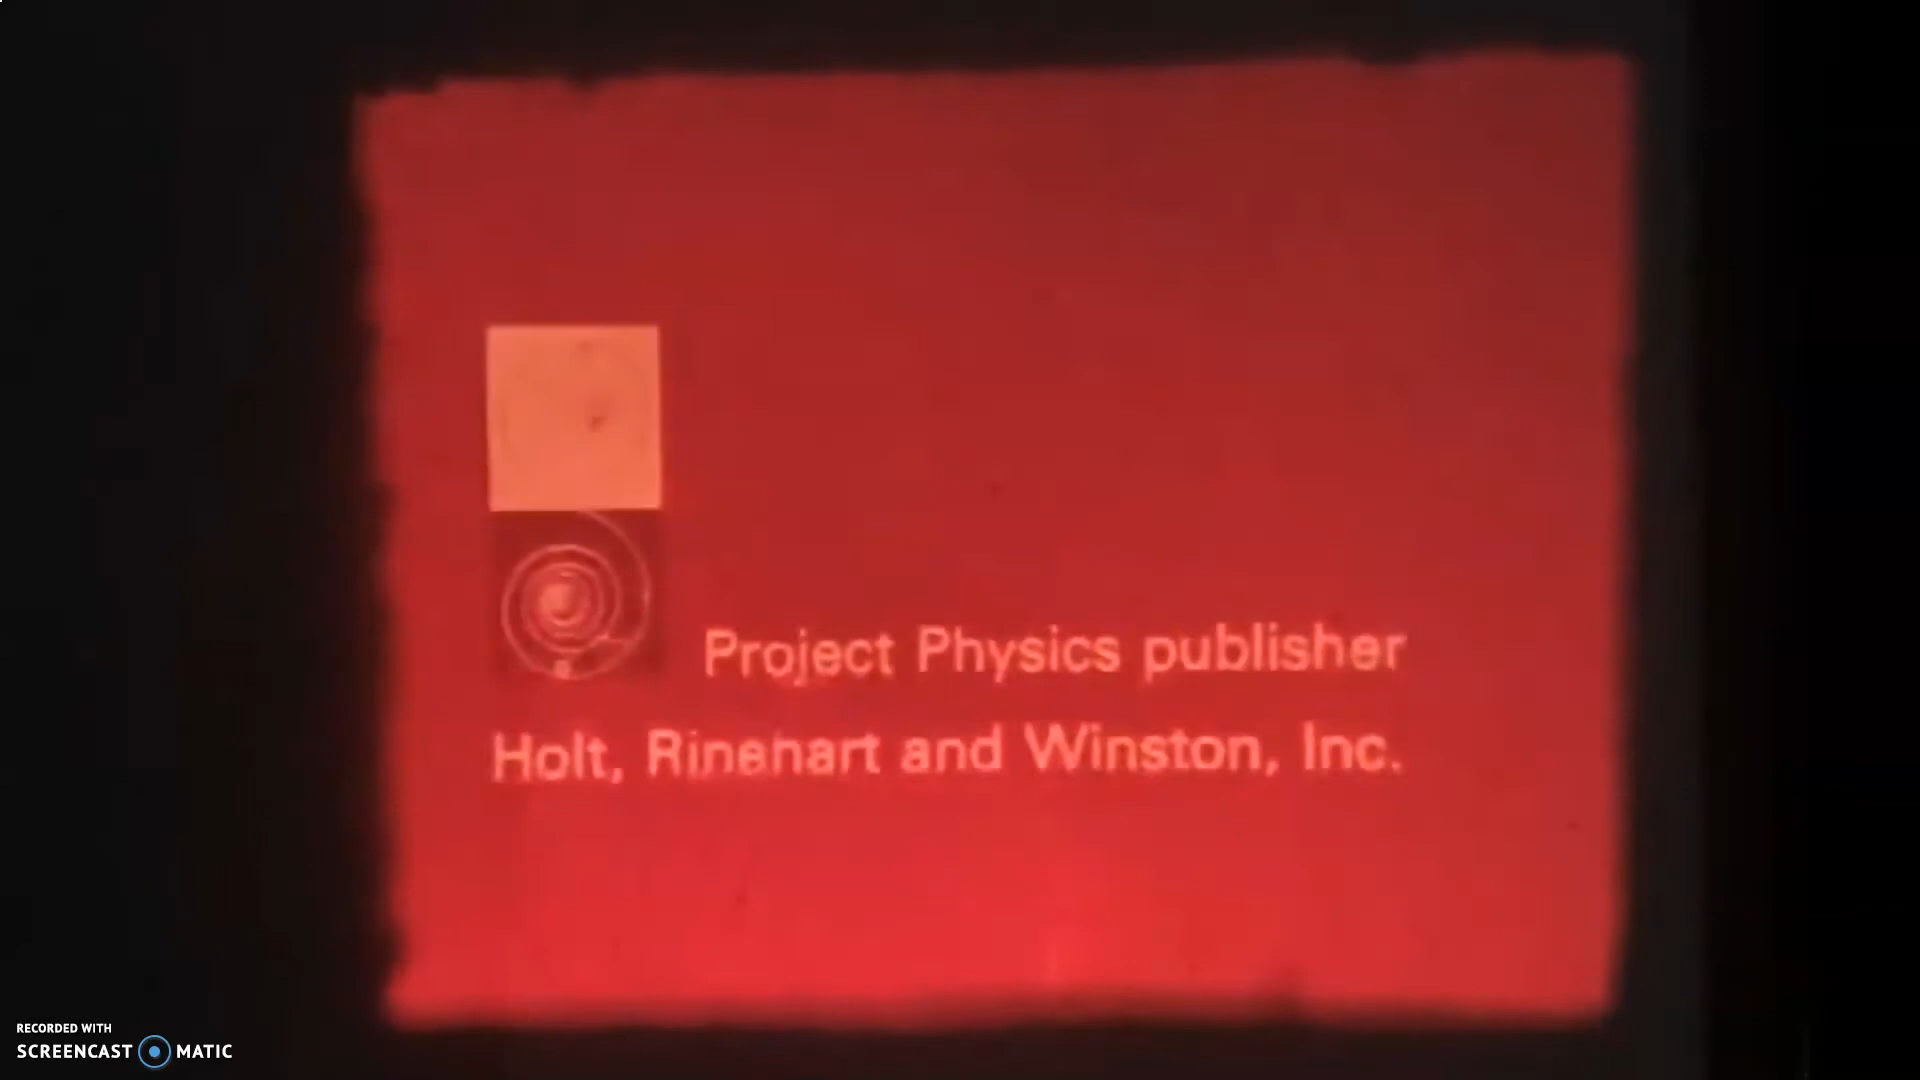 Project Physics publisher
Holt, Rinehart and Winston, Inc.
RECORDED WITH
SCREENCAST MATIC